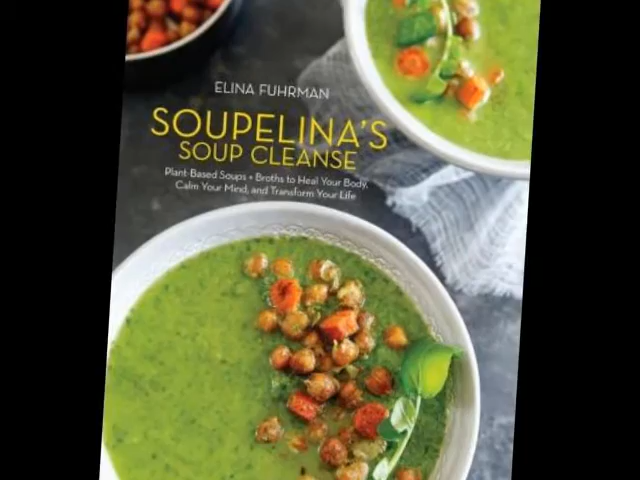 ELINA FUHRMAN
SOUPELINA'S
SOUP CLEANSE
Plant-Based Soups + Broths to Heal Your Body,
Calm Your Mind, and Transform Your Life